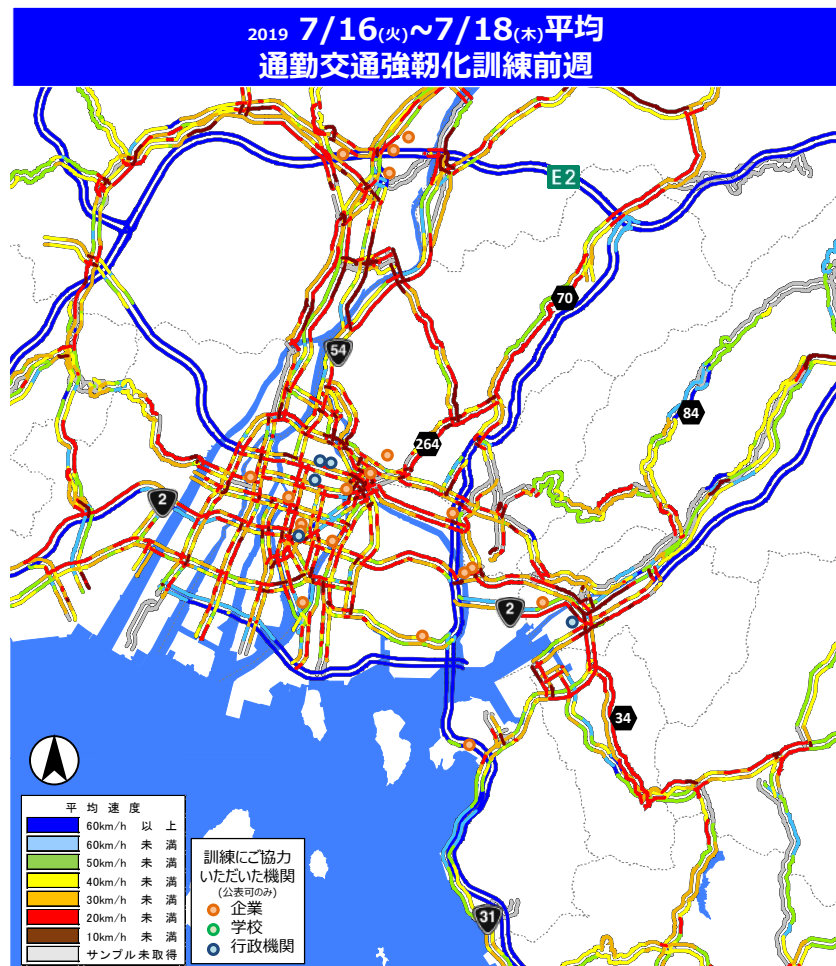 2019 7/16(火)~7/18(木)平均
通勤交通強靭化訓練前週
E2
70
54
84
264
2
2
34
31
平均速度
60km/h 以上
60km/h 未満
50km/h 未満
40km/h 未満
30km/h 未満
20km/h 未満
10km/h 未満
サンプル未取得
訓練にご協力
いただいた機関
(公表可のみ)
企業
学校
行政機関